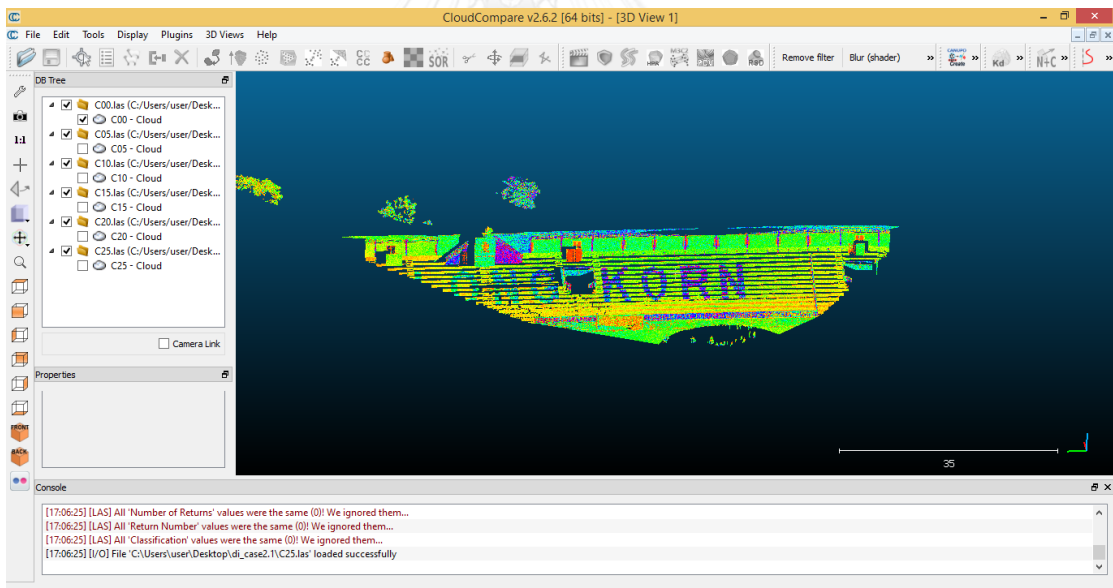 CloudCompare v2.6.2 [64 bits] - [3D View 1]
File Edit Tools Display Plugins 3D Views Help
SOR Remove filter Blur (shader) » » Kd » N+C » »
DB Tree
C00.las (C:/Users/user/Desk...
C00 - Cloud
C05.las (C:/Users/user/Desk...
C05 - Cloud
1:1
C10.las (C:/Users/user/Desk...
C10 - Cloud
C15.las (C:/Users/user/Desk...
C15 - Cloud
C20.las (C:/Users/user/Desk...
C20 - Cloud
C25.las (C:/Users/user/Desk...
C25 - Cloud
KORN
Camera Link
Properties
FRONT
BACK
35
Console
[17:06:25] [LAS] All 'Number of Returns' values were the same (0)! We ignored them...
[17:06:25] [LAS] All 'Return Number' values were the same (0)! We ignored them...
[17:06:25] [LAS] All 'Classification' values were the same (0)! We ignored them...
[17:06:25] [I/O] File 'C:\Users\user\Desktop\di_case2.1\C25.las' loaded successfully